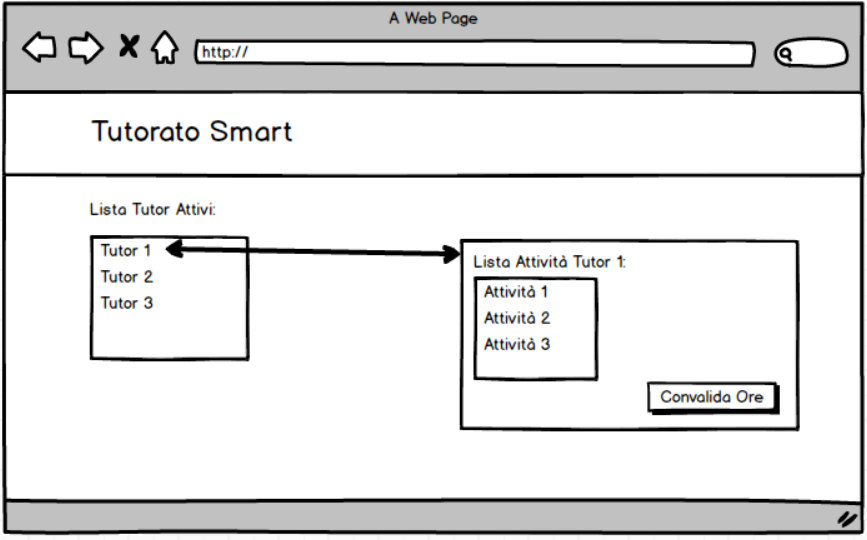 A Web Page
http://
Tutorato Smart
Lista Tutor Attivi:
Tutor 1
Tutor 2
Tutor 3
Lista Attività Tutor 1:
Attività 1
Attività 2
Attività 3
Convalida Ore